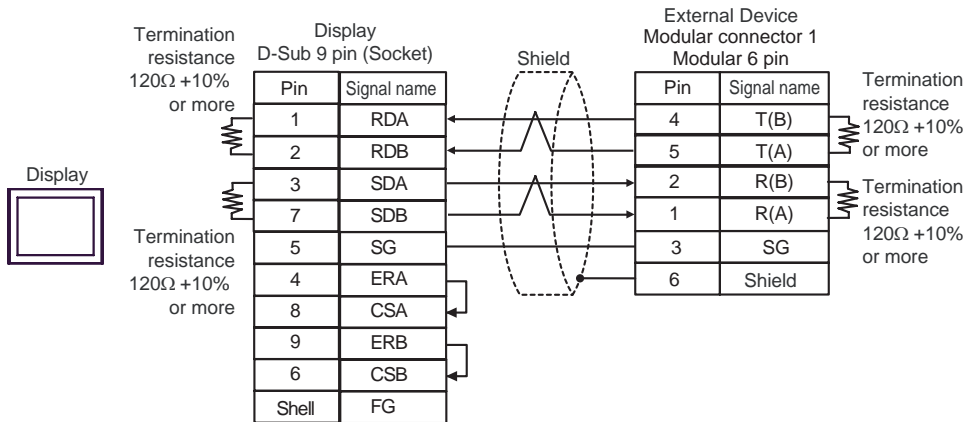 Display
Termination
resistance
120Ω +10%
or more
Termination
resistance
120Ω +10%
or more
Display
D-Sub 9 pin (Socket)
Pin Signal name
1 RDA
2 RDB
3 SDA
7 SDB
5 SG
4 ERA
8 CSA
9 ERB
6 CSB
Shell FG
Shield
External Device
Modular connector 1
Modular 6 pin
Pin Signal name
4 T(B)
5 T(A)
2 R(B)
1 R(A)
3 SG
6 Shield
Termination
resistance
120Ω +10%
or more
Termination
resistance
120Ω +10%
or more